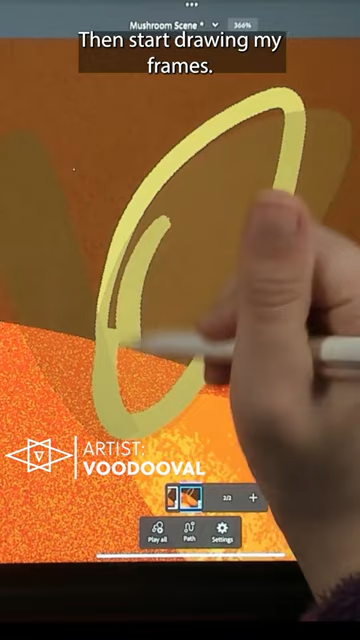 Mushroom Scene *
366%
Then start drawing my
frames.
ARTIST:
VOODOOVAL
2/2
Play all
Path
Settings